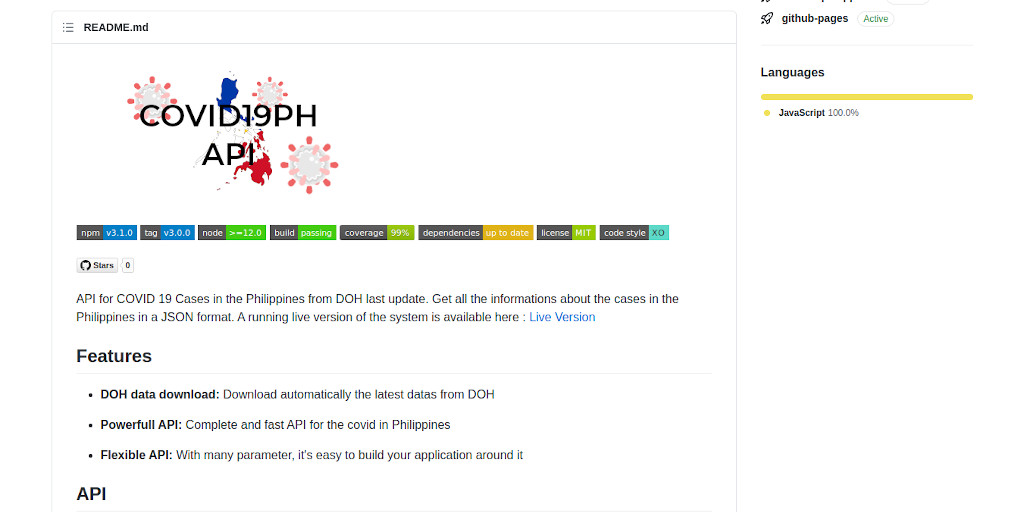 README.md
COVID19PH
API
npm v3.1.0 tag v3.0.0 node >=12.0 build passing coverage 99% dependencies up to date license MIT code style XO
Stars 0
API for COVID 19 Cases in the Philippines from DOH last update. Get all the informations about the cases in the
Philippines in a JSON format. A running live version of the system is available here : Live Version
Features
DOH data download: Download automatically the latest datas from DOH
Powerfull API: Complete and fast API for the covid in Philippines
Flexible API: With many parameter, it's easy to build your application around it
API
github-pages Active
Languages
JavaScript 100.0%